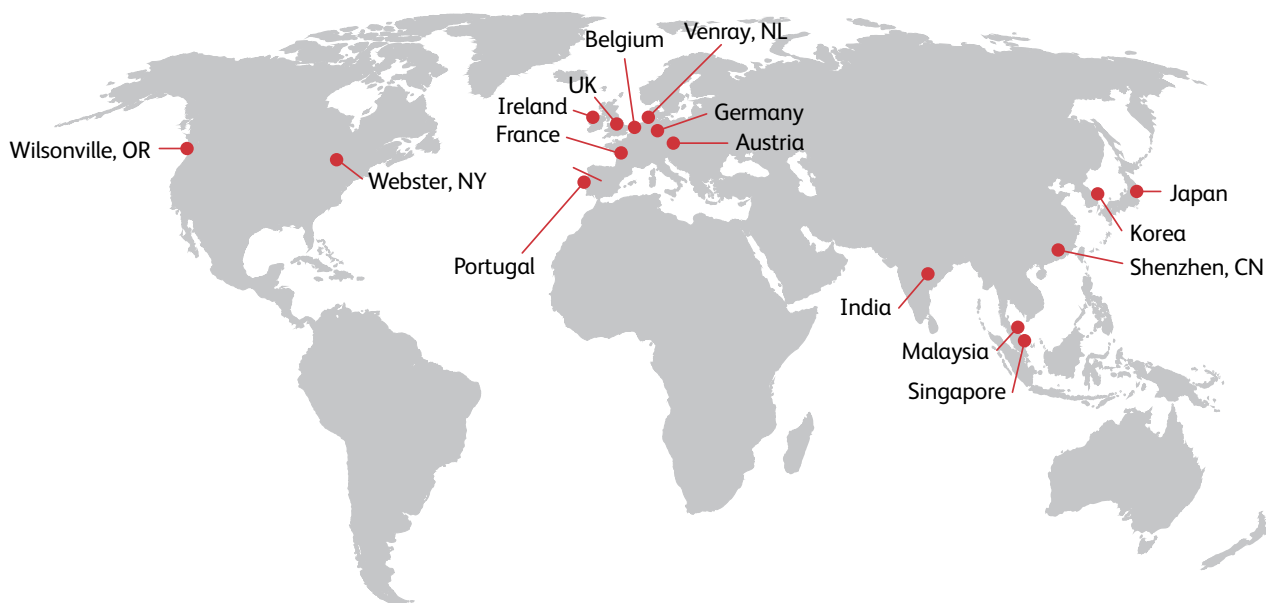 Venray, NL
Belgium
UK
Ireland
Germany
France
Austria
Wilsonville, OR
Webster, NY
Japan
Korea
Portugal
Shenzhen, CN
India
Malaysia
Singapore